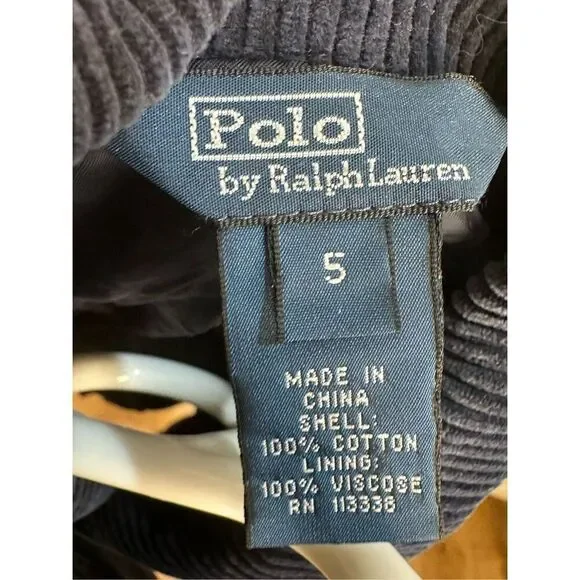 Polo
by Ralph Lauren
5
MADE IN
CHINA
SHELL:
100% COTTON
LINING:
100% VISCOSE
RN 113338